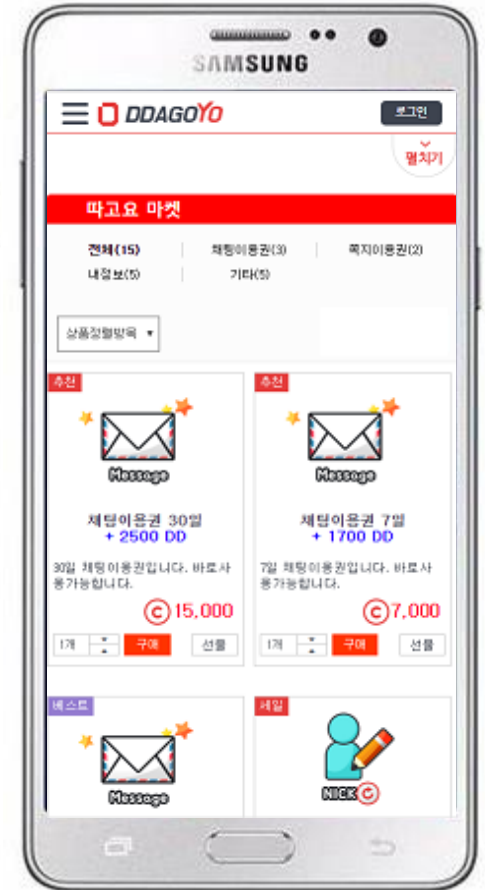 SAMSUNG
DDAGOYO
로그인
펼치기
따고요 마켓
전체(15)
채팅이용권(3)
쪽지이용권(2)
내정보(5)
기타(5)
상품정렬방목 ▼
추천
Message
채팅이용권 30일
+ 2500 DD
30일 채팅이용권입니다. 바로사
용가능합니다.
C 15,000
1개
구매
선물
추천
Message
채팅이용권 7일
+ 1700 DD
7일 채팅이용권입니다. 바로사
용가능합니다.
C 7,000
1개
구매
선물
베스트
Message
세일
NICK C